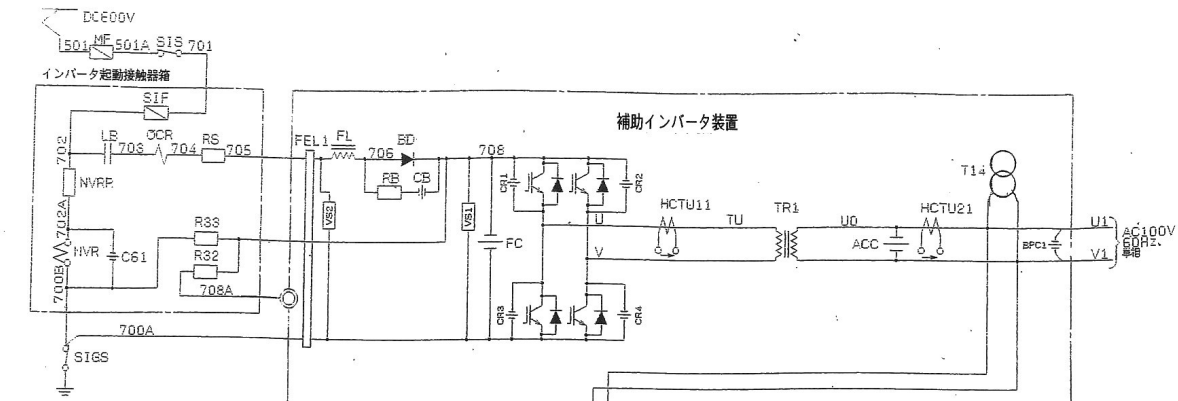 DC600V
501 MF 501A SIS 701
インバータ起動接触器箱
SIF
補助インバータ装置
702 LB 703 OCR 704 RS 705
FEL1 FL 706 BD 708
RB CB
NVRR
702A
NVR
700B
C61
R33
R32
708A
VS2
VS1
FC
CR1
CR2
CR3
CR4
U
V
HCTU11
TU
TR1
U0
ACC
HCTU21
T14
BFC1
U1
V1
AC100V
60Hz、
単相
700A
SIGS